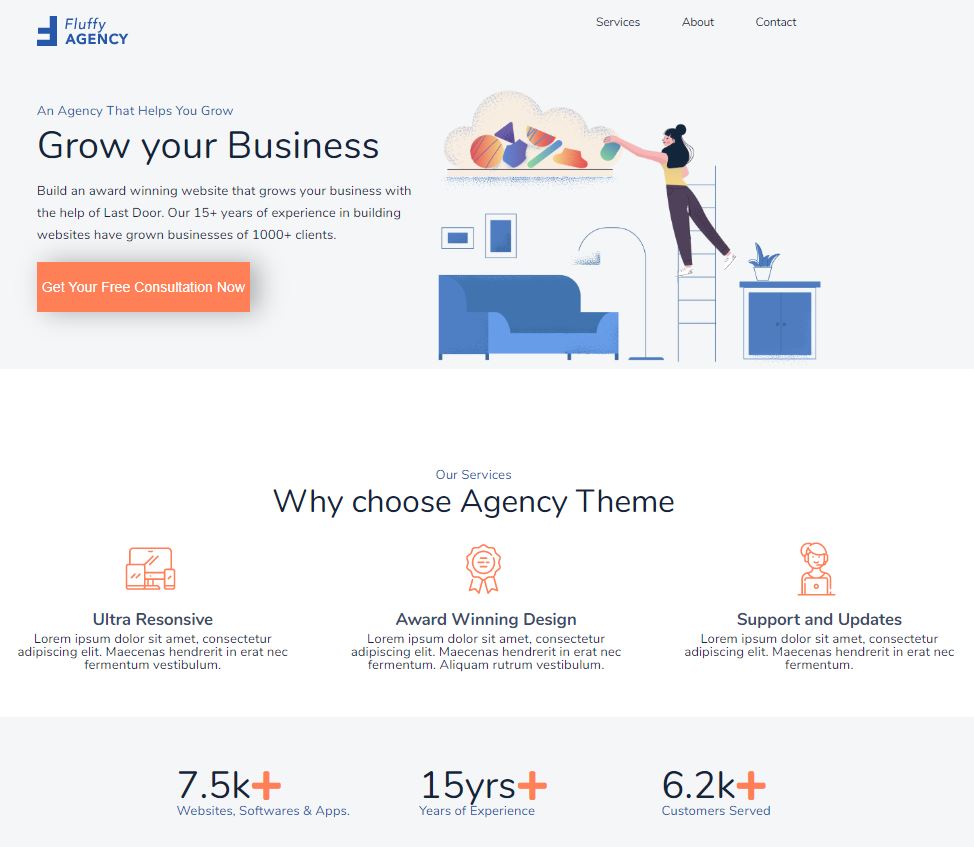 Fluffy
AGENCY
Services About Contact
An Agency That Helps You Grow
Grow your Business
Build an award winning website that grows your business with
the help of Last Door. Our 15+ years of experience in building
websites have grown businesses of 1000+ clients.
Get Your Free Consultation Now
Our Services
Why choose Agency Theme
Ultra Resonsive
Lorem ipsum dolor sit amet, consectetur
adipiscing elit. Maecenas hendrerit in erat nec
fermentum vestibulum.
Award Winning Design
Lorem ipsum dolor sit amet, consectetur
adipiscing elit. Maecenas hendrerit in erat nec
fermentum. Aliquam rutrum vestibulum.
Support and Updates
Lorem ipsum dolor sit amet, consectetur
adipiscing elit. Maecenas hendrerit in erat nec
fermentum.
7.5k+
Websites, Softwares & Apps.
15yrs+
Years of Experience
6.2k+
Customers Served